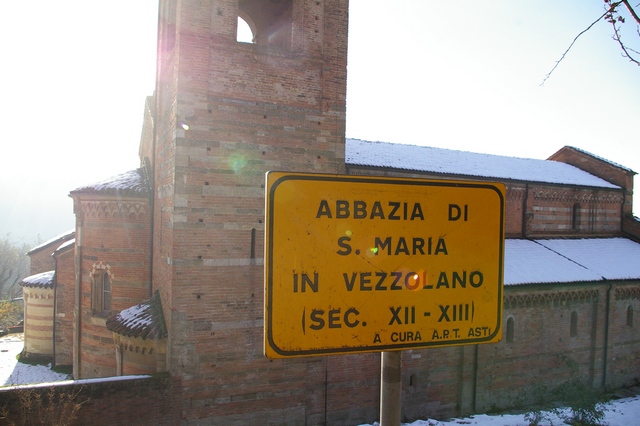 ABBAZIA DI
S. MARIA
IN VEZZOLANO
(SEC. XII - XIII)
A CURA A.P.T. ASTI